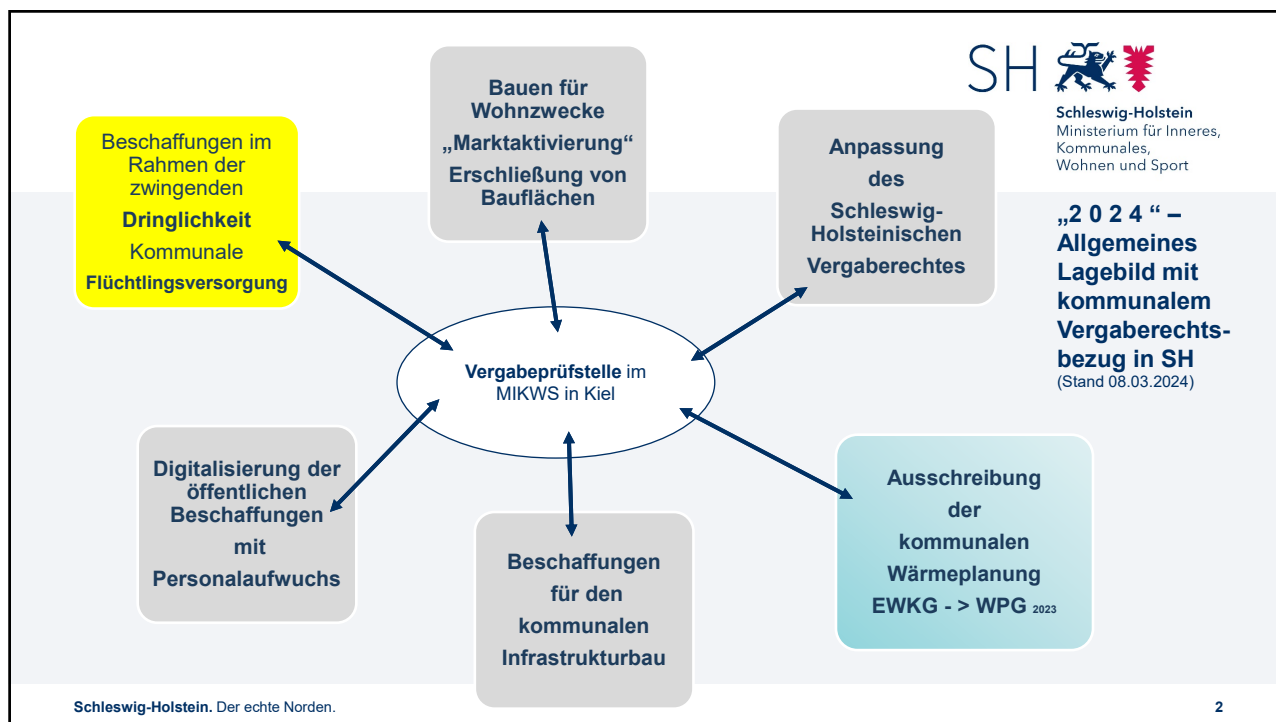 SH
Schleswig-Holstein
Ministerium für Inneres,
Kommunales,
Wohnen und Sport
„2 0 2 4 “ –
Allgemeines
Lagebild mit
kommunalem
Vergaberechts-
bezug in SH
(Stand 08.03.2024)
Beschaffungen im
Rahmen der
zwingenden
Dringlichkeit
Kommunale
Flüchtlingsversorgung
Bauen für
Wohnzwecke
„Marktaktivierung“
Erschließung von
Bauflächen
Anpassung
des
Schleswig-
Holsteinischen
Vergaberechtes
Vergabeprüfstelle im
MIKWS in Kiel
Digitalisierung der
öffentlichen
Beschaffungen
mit
Personalaufwuchs
Beschaffungen
für den
kommunalen
Infrastrukturbau
Ausschreibung
der
kommunalen
Wärmeplanung
EWKG - > WPG 2023
Schleswig-Holstein. Der echte Norden.
2